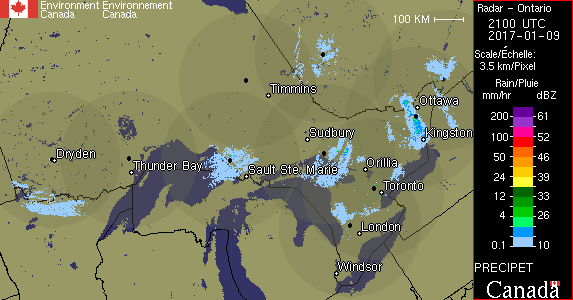 Environment Environnement
Canada Canada
100 KM
Timmins
Ottawa
Sudbury
Kingston
Dryden
Thunder Bay
Sault Ste. Marie
Orillia
Toronto
London
Windsor
Radar - Ontario
2100 UTC
2017-01-09
Scale/Échelle:
3.5 km/Pixel
Rain/Pluie
mm/hr dBZ
200 61
100 52
50 46
24 39
12 33
4 26
0.1 10
PRECIPET
Canada